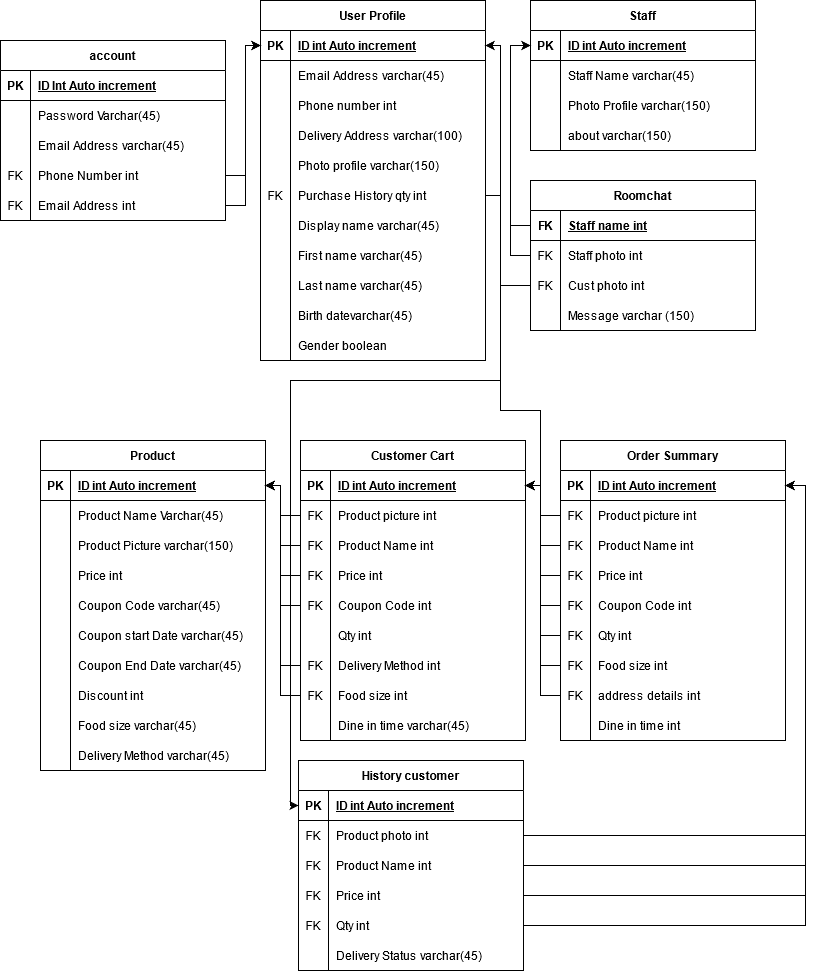 account
PK ID Int Auto increment
Password Varchar(45)
Email Address varchar(45)
FK Phone Number int
FK Email Address int
User Profile
PK ID int Auto increment
Email Address varchar(45)
Phone number int
Delivery Address varchar(100)
Photo profile varchar(150)
FK Purchase History qty int
Display name varchar(45)
First name varchar(45)
Last name varchar(45)
Birth datevarchar(45)
Gender boolean
Staff
PK ID int Auto increment
Staff Name varchar(45)
Photo Profile varchar(150)
about varchar(150)
Roomchat
FK Staff name int
FK Staff photo int
FK Cust photo int
Message varchar (150)
Product
PK ID int Auto increment
Product Name Varchar(45)
Product Picture varchar(150)
Price int
Coupon Code varchar(45)
Coupon start Date varchar(45)
Coupon End Date varchar(45)
Discount int
Food size varchar(45)
Delivery Method varchar(45)
Customer Cart
PK ID int Auto increment
FK Product picture int
FK Product Name int
FK Price int
FK Coupon Code int
Qty int
FK Delivery Method int
FK Food size int
Dine in time varchar(45)
Order Summary
PK ID int Auto increment
FK Product picture int
FK Product Name int
FK Price int
FK Coupon Code int
FK Qty int
FK Food size int
FK address details int
Dine in time int
History customer
PK ID int Auto increment
FK Product photo int
FK Product Name int
FK Price int
FK Qty int
Delivery Status varchar(45)